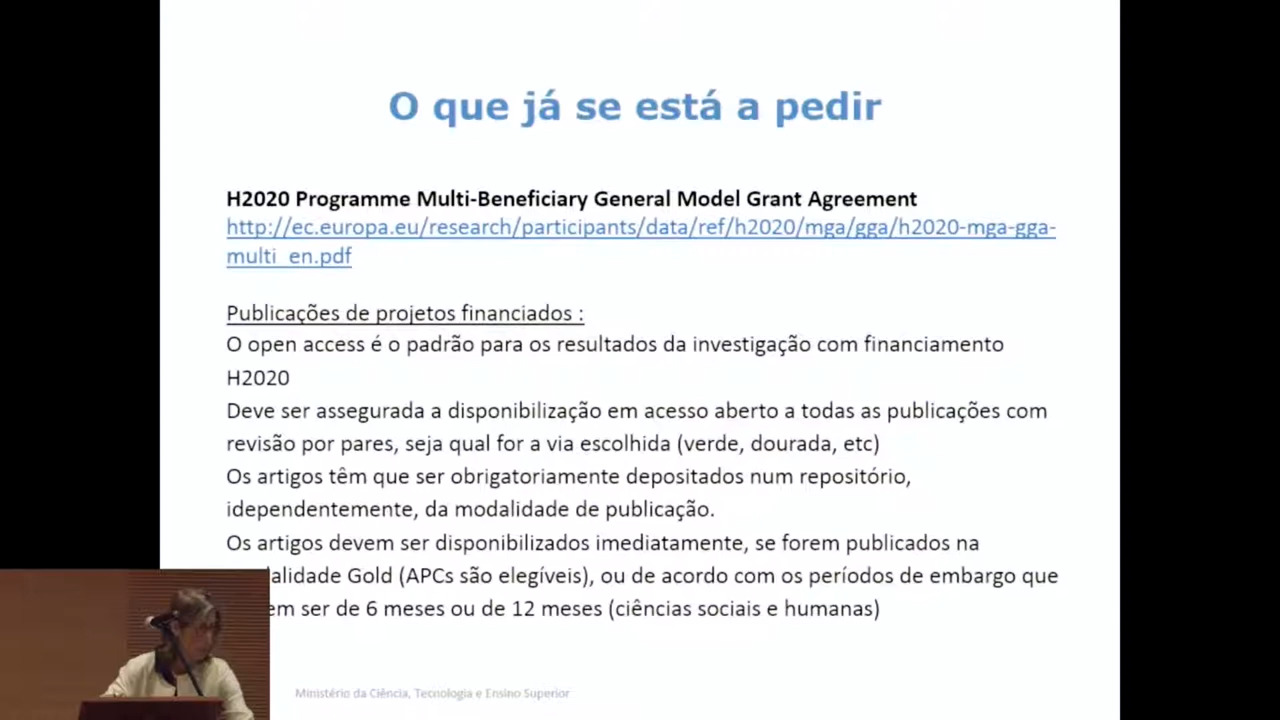 O que já se está a pedir
H2020 Programme Multi-Beneficiary General Model Grant Agreement
http://ec.europa.eu/research/participants/data/ref/h2020/mga/gga/h2020-mga-gga-
multi_en.pdf
Publicações de projetos financiados :
O open access é o padrão para os resultados da investigação com financiamento
H2020
Deve ser assegurada a disponibilização em acesso aberto a todas as publicações com
revisão por pares, seja qual for a via escolhida (verde, dourada, etc)
Os artigos têm que ser obrigatoriamente depositados num repositório,
idependentemente, da modalidade de publicação.
Os artigos devem ser disponibilizados imediatamente, se forem publicados na
alidade Gold (APCs são elegíveis), ou de acordo com os períodos de embargo que
em ser de 6 meses ou de 12 meses (ciências sociais e humanas)
Ministério da Ciência, Tecnologia e Ensino Superior